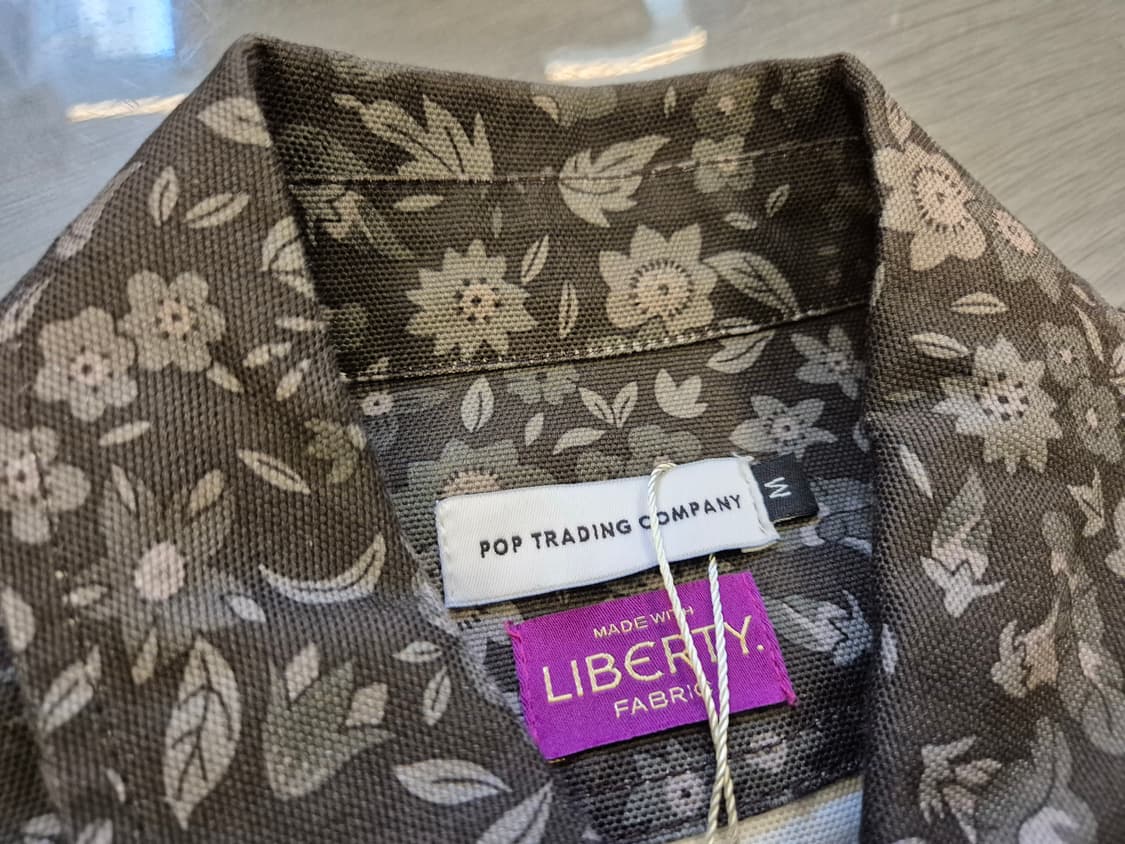 POP TRADING COMPANY
M
MADE WITH
LIBERTY.
FABRIC